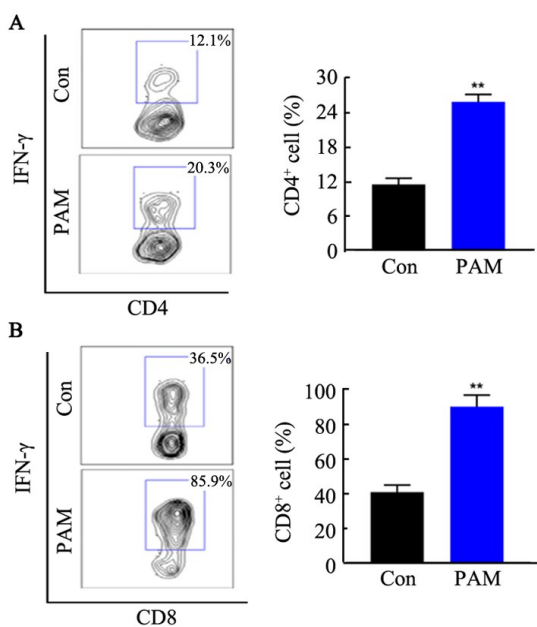 A
12.1%
Con
20.3%
PAM
IFN-γ
CD4
30
24
18
12
6
0
CD4⁺ cell (%)
**
Con PAM
B
36.5%
Con
85.9%
PAM
IFN-γ
CD8
100
80
60
40
20
0
CD8⁺ cell (%)
**
Con PAM